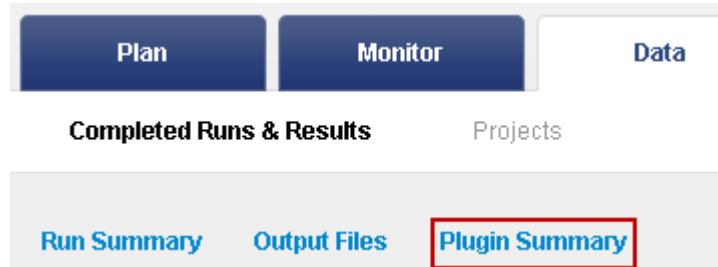 Plan Monitor Data
Completed Runs & Results Projects
Run Summary Output Files Plugin Summary